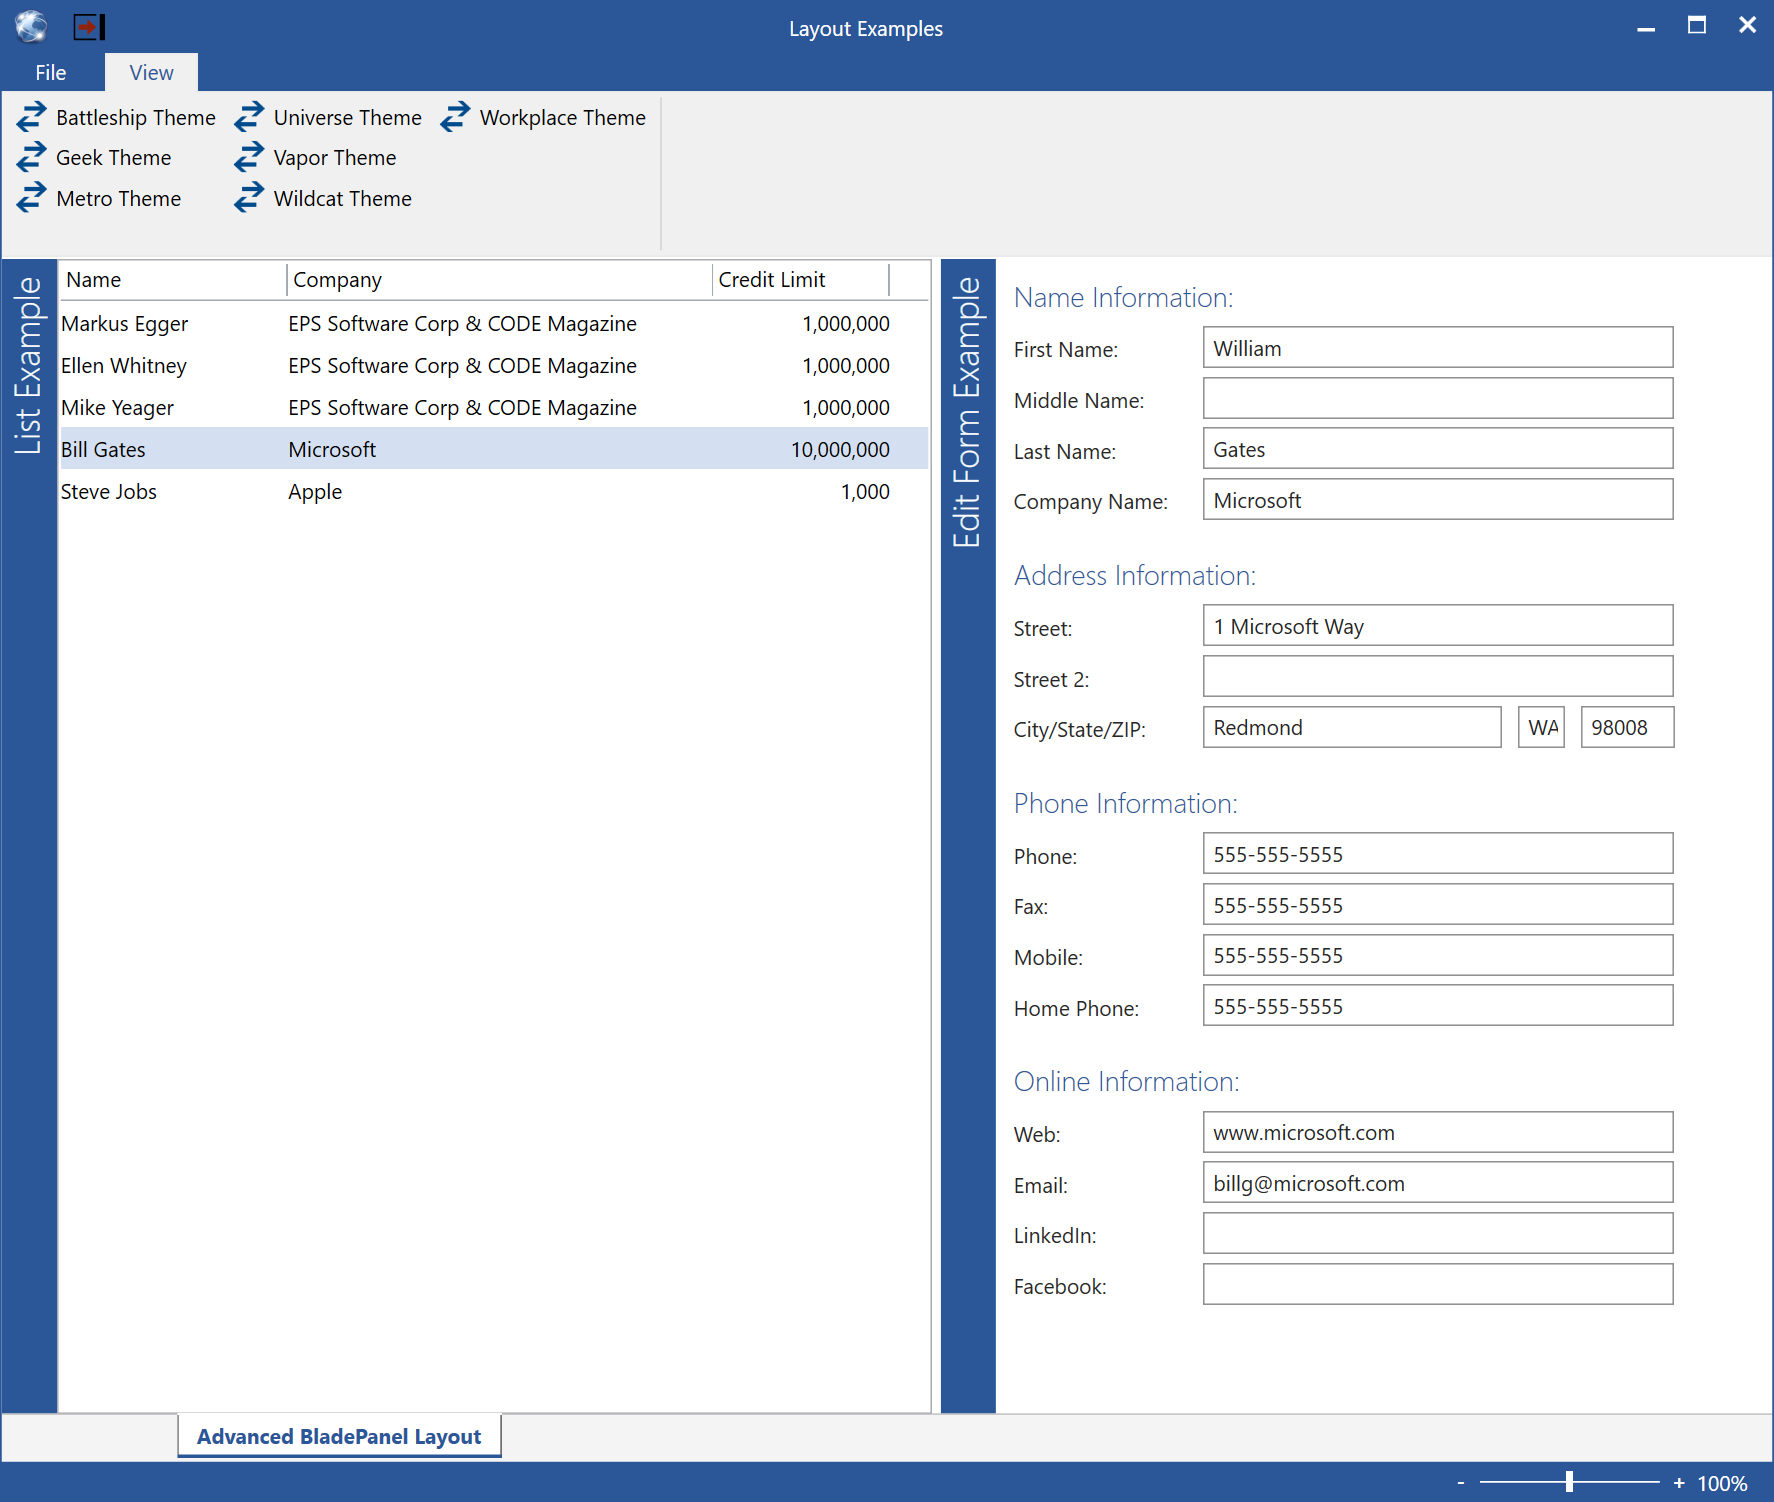 Layout Examples
File View
Battleship Theme Universe Theme Workplace Theme
Geek Theme Vapor Theme
Metro Theme Wildcat Theme
List Example
Name Company Credit Limit
Markus Egger EPS Software Corp & CODE Magazine 1,000,000
Ellen Whitney EPS Software Corp & CODE Magazine 1,000,000
Mike Yeager EPS Software Corp & CODE Magazine 1,000,000
Bill Gates Microsoft 10,000,000
Steve Jobs Apple 1,000
Edit Form Example
Name Information:
First Name: William
Middle Name:
Last Name: Gates
Company Name: Microsoft
Address Information:
Street: 1 Microsoft Way
Street 2:
City/State/ZIP: Redmond WA 98008
Phone Information:
Phone: 555-555-5555
Fax: 555-555-5555
Mobile: 555-555-5555
Home Phone: 555-555-5555
Online Information:
Web: www.microsoft.com
Email: billg@microsoft.com
LinkedIn:
Facebook:
Advanced BladePanel Layout
- + 100%